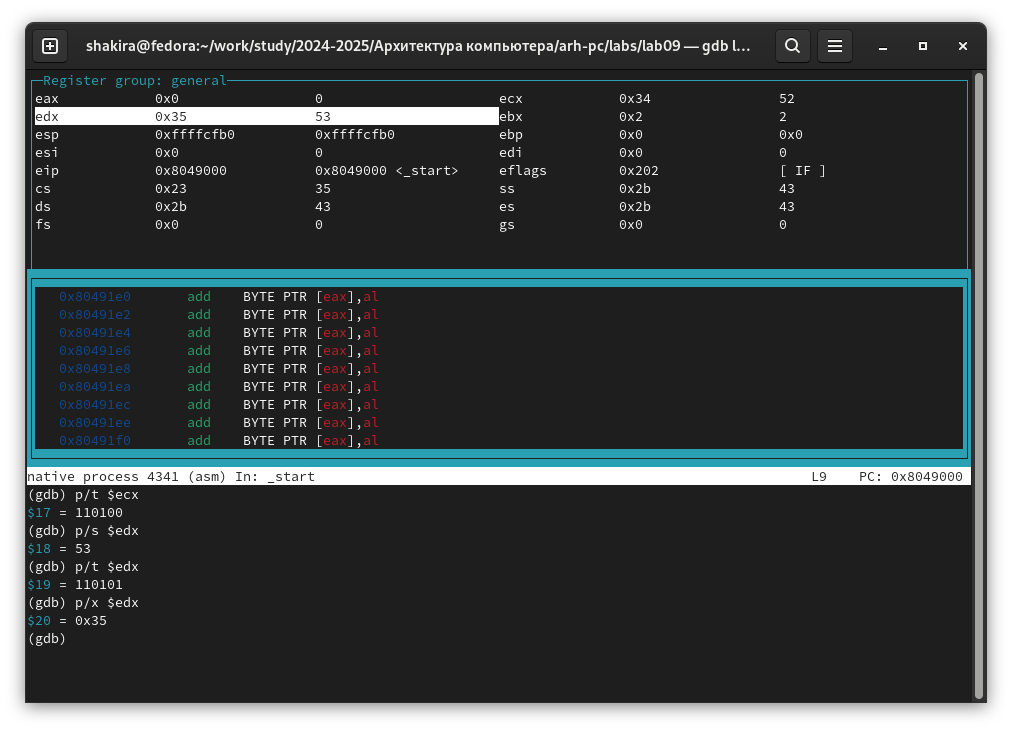 shakira@fedora:~/work/study/2024-2025/Архитектура компьютера/arh-pc/labs/lab09 — gdb l…
Register group: general
eax 0x0 0 ecx 0x34 52
edx 0x35 53 ebx 0x2 2
esp 0xffffcfb0 0xffffcfb0 ebp 0x0 0x0
esi 0x0 0 edi 0x0 0
eip 0x8049000 0x8049000 <_start> eflags 0x202 [ IF ]
cs 0x23 35 ss 0x2b 43
ds 0x2b 43 es 0x2b 43
fs 0x0 0 gs 0x0 0
0x80491e0 add BYTE PTR [eax],al
0x80491e2 add BYTE PTR [eax],al
0x80491e4 add BYTE PTR [eax],al
0x80491e6 add BYTE PTR [eax],al
0x80491e8 add BYTE PTR [eax],al
0x80491ea add BYTE PTR [eax],al
0x80491ec add BYTE PTR [eax],al
0x80491ee add BYTE PTR [eax],al
0x80491f0 add BYTE PTR [eax],al
native process 4341 (asm) In: _start L9 PC: 0x8049000
(gdb) p/t $ecx
$17 = 110100
(gdb) p/s $edx
$18 = 53
(gdb) p/t $edx
$19 = 110101
(gdb) p/x $edx
$20 = 0x35
(gdb)